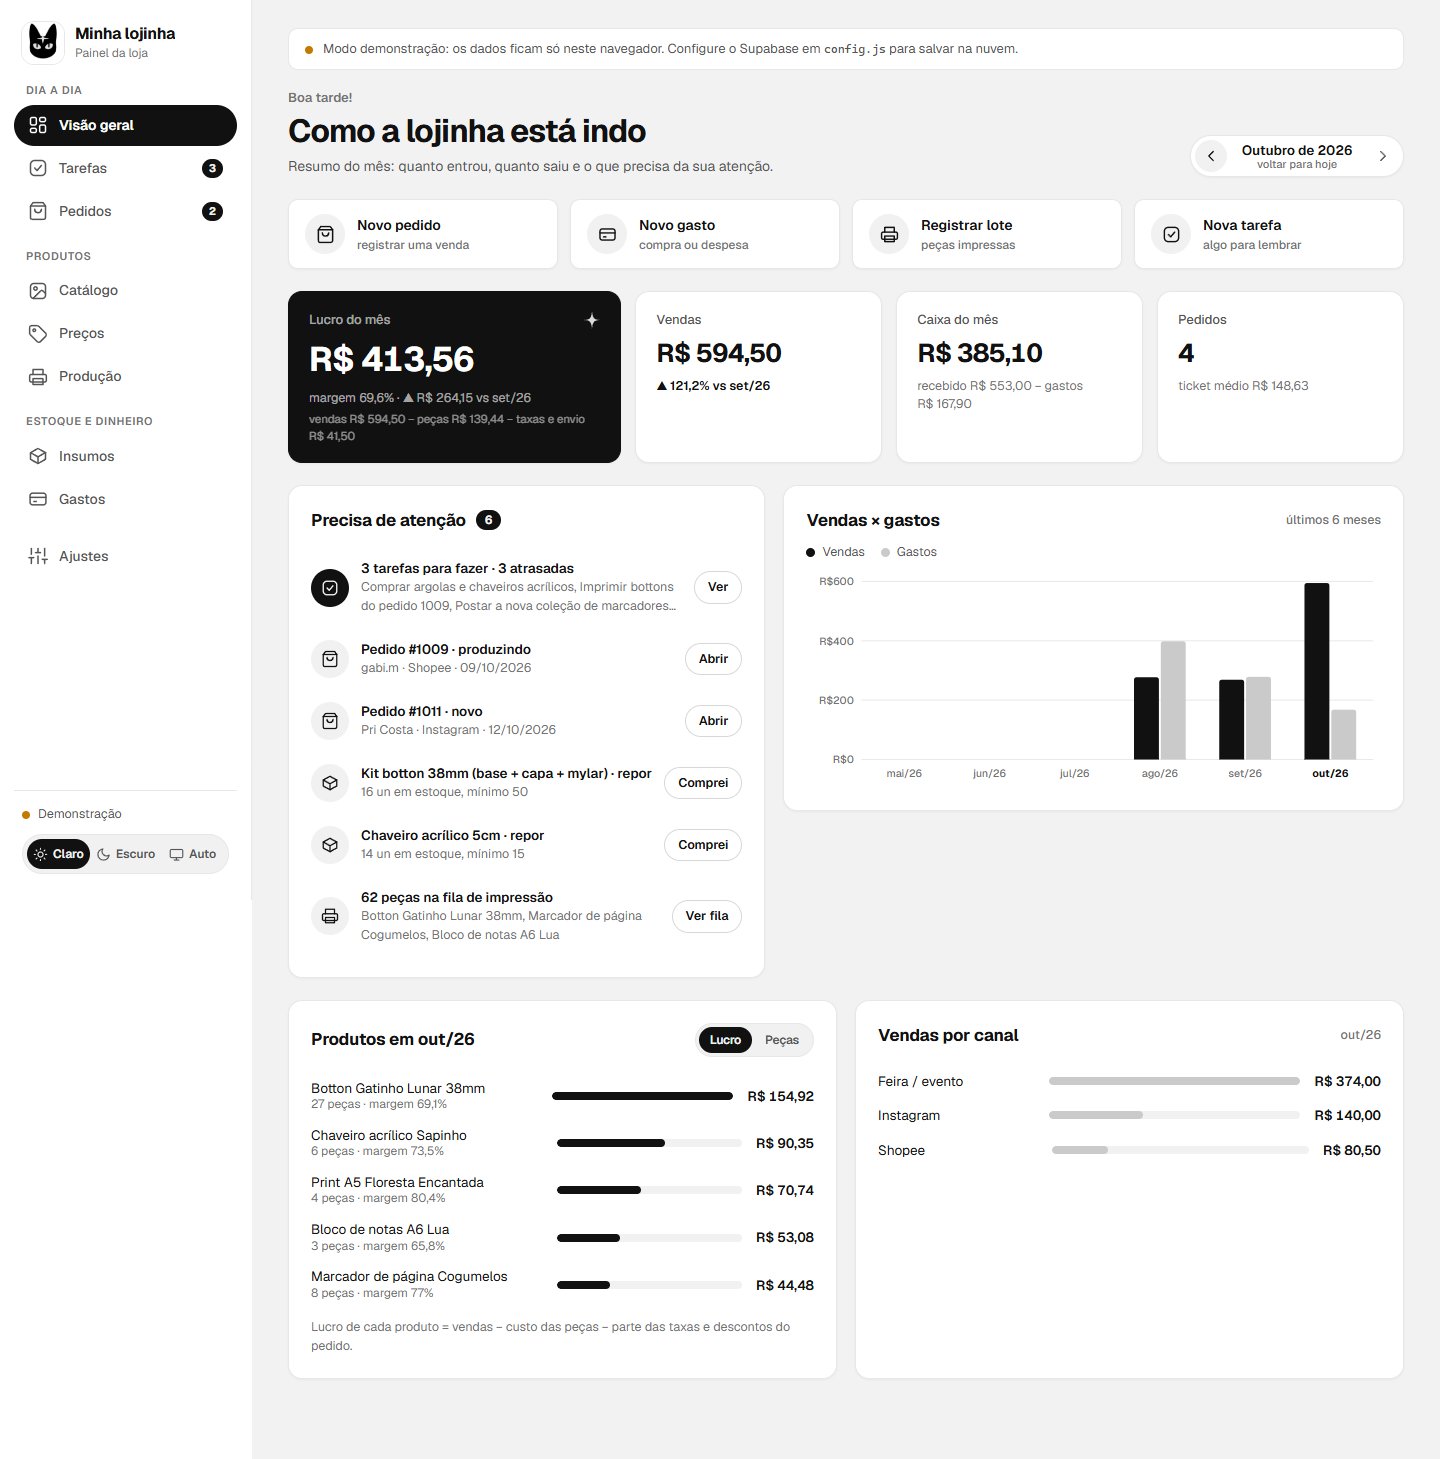 Minha lojinha
Painel da loja
DIA A DIA
Visão geral
Tarefas
3
Pedidos
2
PRODUTOS
Catálogo
Preços
Produção
ESTOQUE E DINHEIRO
Insumos
Gastos
Ajustes
Demonstração
Claro
Escuro
Auto
Modo demonstração: os dados ficam só neste navegador. Configure o Supabase em config.js para salvar na nuvem.
Boa tarde!
Como a lojinha está indo
Resumo do mês: quanto entrou, quanto saiu e o que precisa da sua atenção.
Outubro de 2026
voltar para hoje
Novo pedido
registrar uma venda
Novo gasto
compra ou despesa
Registrar lote
peças impressas
Nova tarefa
algo para lembrar
Lucro do mês
R$ 413,56
margem 69,6% · ▲ R$ 264,15 vs set/26
vendas R$ 594,50 − peças R$ 139,44 − taxas e envio
R$ 41,50
Vendas
R$ 594,50
▲ 121,2% vs set/26
Caixa do mês
R$ 385,10
recebido R$ 553,00 − gastos
R$ 167,90
Pedidos
4
ticket médio R$ 148,63
Precisa de atenção 6
3 tarefas para fazer · 3 atrasadas
Comprar argolas e chaveiros acrílicos, Imprimir bottons
do pedido 1009, Postar a nova coleção de marcadores…
Ver
Pedido #1009 · produzindo
gabi.m · Shopee · 09/10/2026
Abrir
Pedido #1011 · novo
Pri Costa · Instagram · 12/10/2026
Abrir
Kit botton 38mm (base + capa + mylar) · repor
16 un em estoque, mínimo 50
Comprei
Chaveiro acrílico 5cm · repor
14 un em estoque, mínimo 15
Comprei
62 peças na fila de impressão
Botton Gatinho Lunar 38mm, Marcador de página
Cogumelos, Bloco de notas A6 Lua
Ver fila
Vendas × gastos
últimos 6 meses
Vendas
Gastos
R$600
R$400
R$200
R$0
mai/26
jun/26
jul/26
ago/26
set/26
out/26
Produtos em out/26
Lucro
Peças
Botton Gatinho Lunar 38mm
27 peças · margem 69,1%
R$ 154,92
Chaveiro acrílico Sapinho
6 peças · margem 73,5%
R$ 90,35
Print A5 Floresta Encantada
4 peças · margem 80,4%
R$ 70,74
Bloco de notas A6 Lua
3 peças · margem 65,8%
R$ 53,08
Marcador de página Cogumelos
8 peças · margem 77%
R$ 44,48
Lucro de cada produto = vendas − custo das peças − parte das taxas e descontos do
pedido.
Vendas por canal
out/26
Feira / evento
R$ 374,00
Instagram
R$ 140,00
Shopee
R$ 80,50